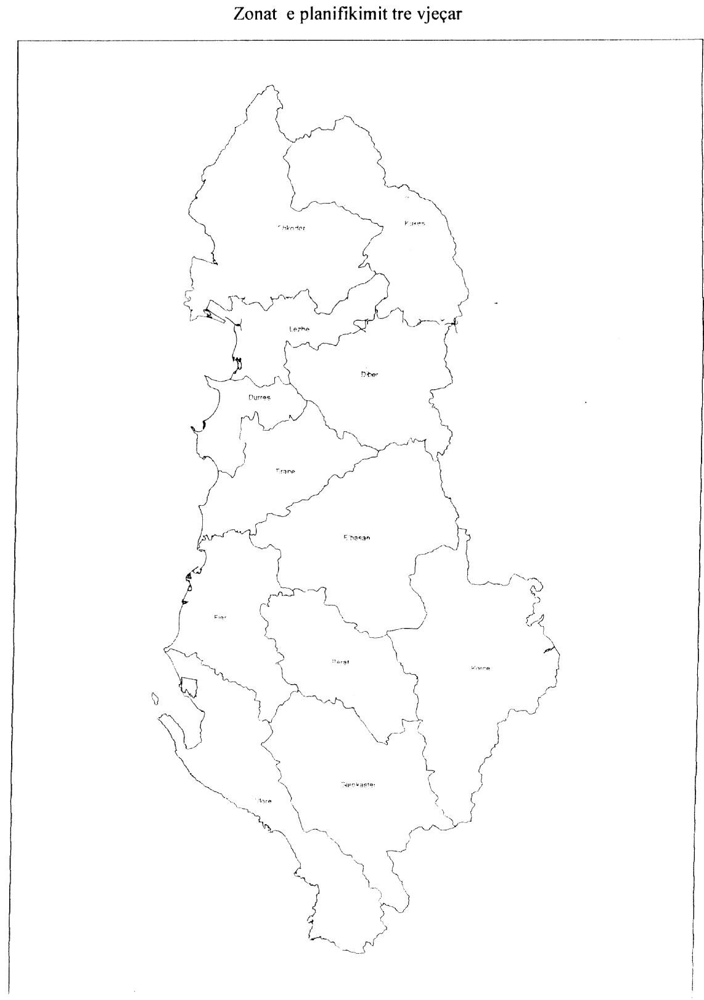 Zonat e planifikimit tre vjeçar
Kukes
Shkoder
Lezhe
Diber
Durres
Tirane
Elbasan
Fier
Berat
Korce
Gjirokaster
Vlore